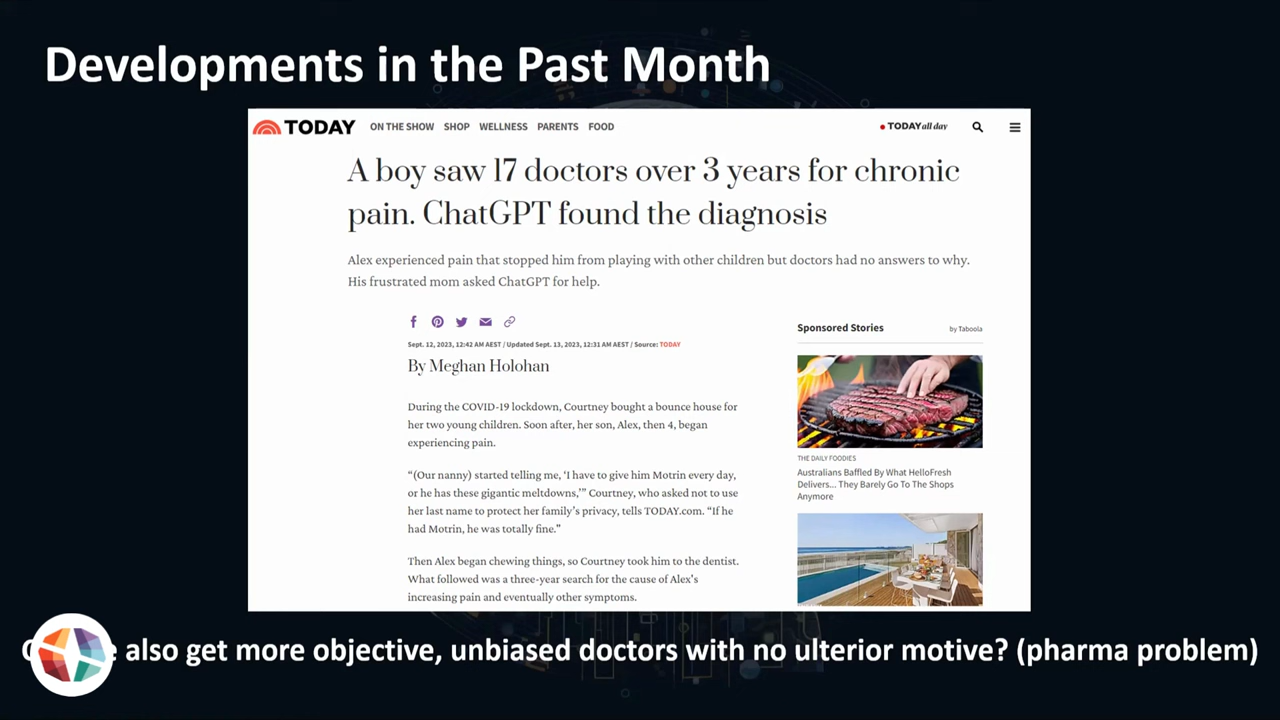 Developments in the Past Month
TODAY ON THE SHOW SHOP WELLNESS PARENTS FOOD TODAY all day
A boy saw 17 doctors over 3 years for chronic
pain. ChatGPT found the diagnosis
Alex experienced pain that stopped him from playing with other children but doctors had no answers to why.
His frustrated mom asked ChatGPT for help.
Sept. 12, 2023, 12:42 AM AEST / Updated Sept. 13, 2023, 12:31 AM AEST / Source: TODAY
By Meghan Holohan
During the COVID-19 lockdown, Courtney bought a bounce house for
her two young children. Soon after, her son, Alex, then 4, began
experiencing pain.
“(Our nanny) started telling me, ‘I have to give him Motrin every day,
or he has these gigantic meltdowns,’” Courtney, who asked not to use
her last name to protect her family’s privacy, tells TODAY.com. “If he
had Motrin, he was totally fine.”
Then Alex began chewing things, so Courtney took him to the dentist.
What followed was a three-year search for the cause of Alex’s
increasing pain and eventually other symptoms.
Sponsored Stories by Taboola
THE DAILY FOODIES
Australians Baffled By What HelloFresh
Delivers... They Barely Go To The Shops
Anymore
also get more objective, unbiased doctors with no ulterior motive? (pharma problem)